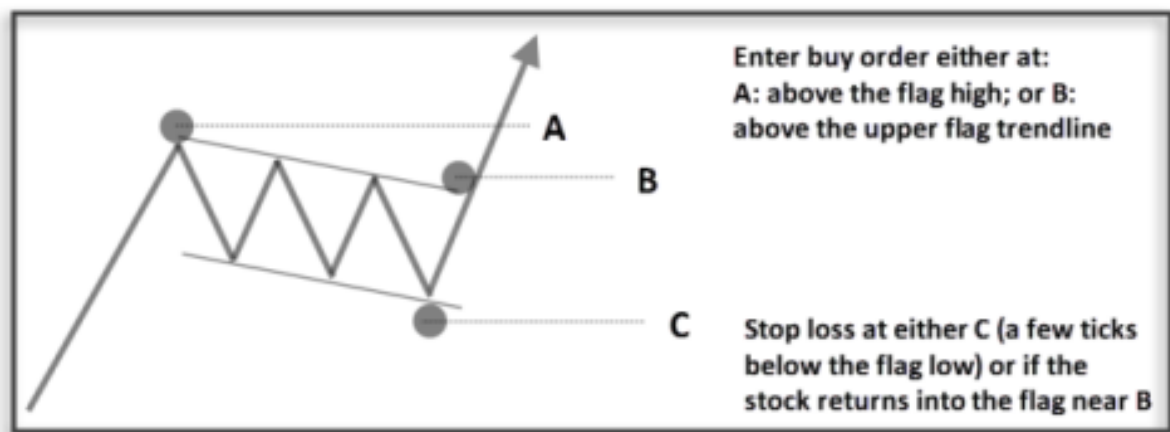 Enter buy order either at:
A: above the flag high; or B:
above the upper flag trendline
A
B
C
Stop loss at either C (a few ticks
below the flag low) or if the
stock returns into the flag near B